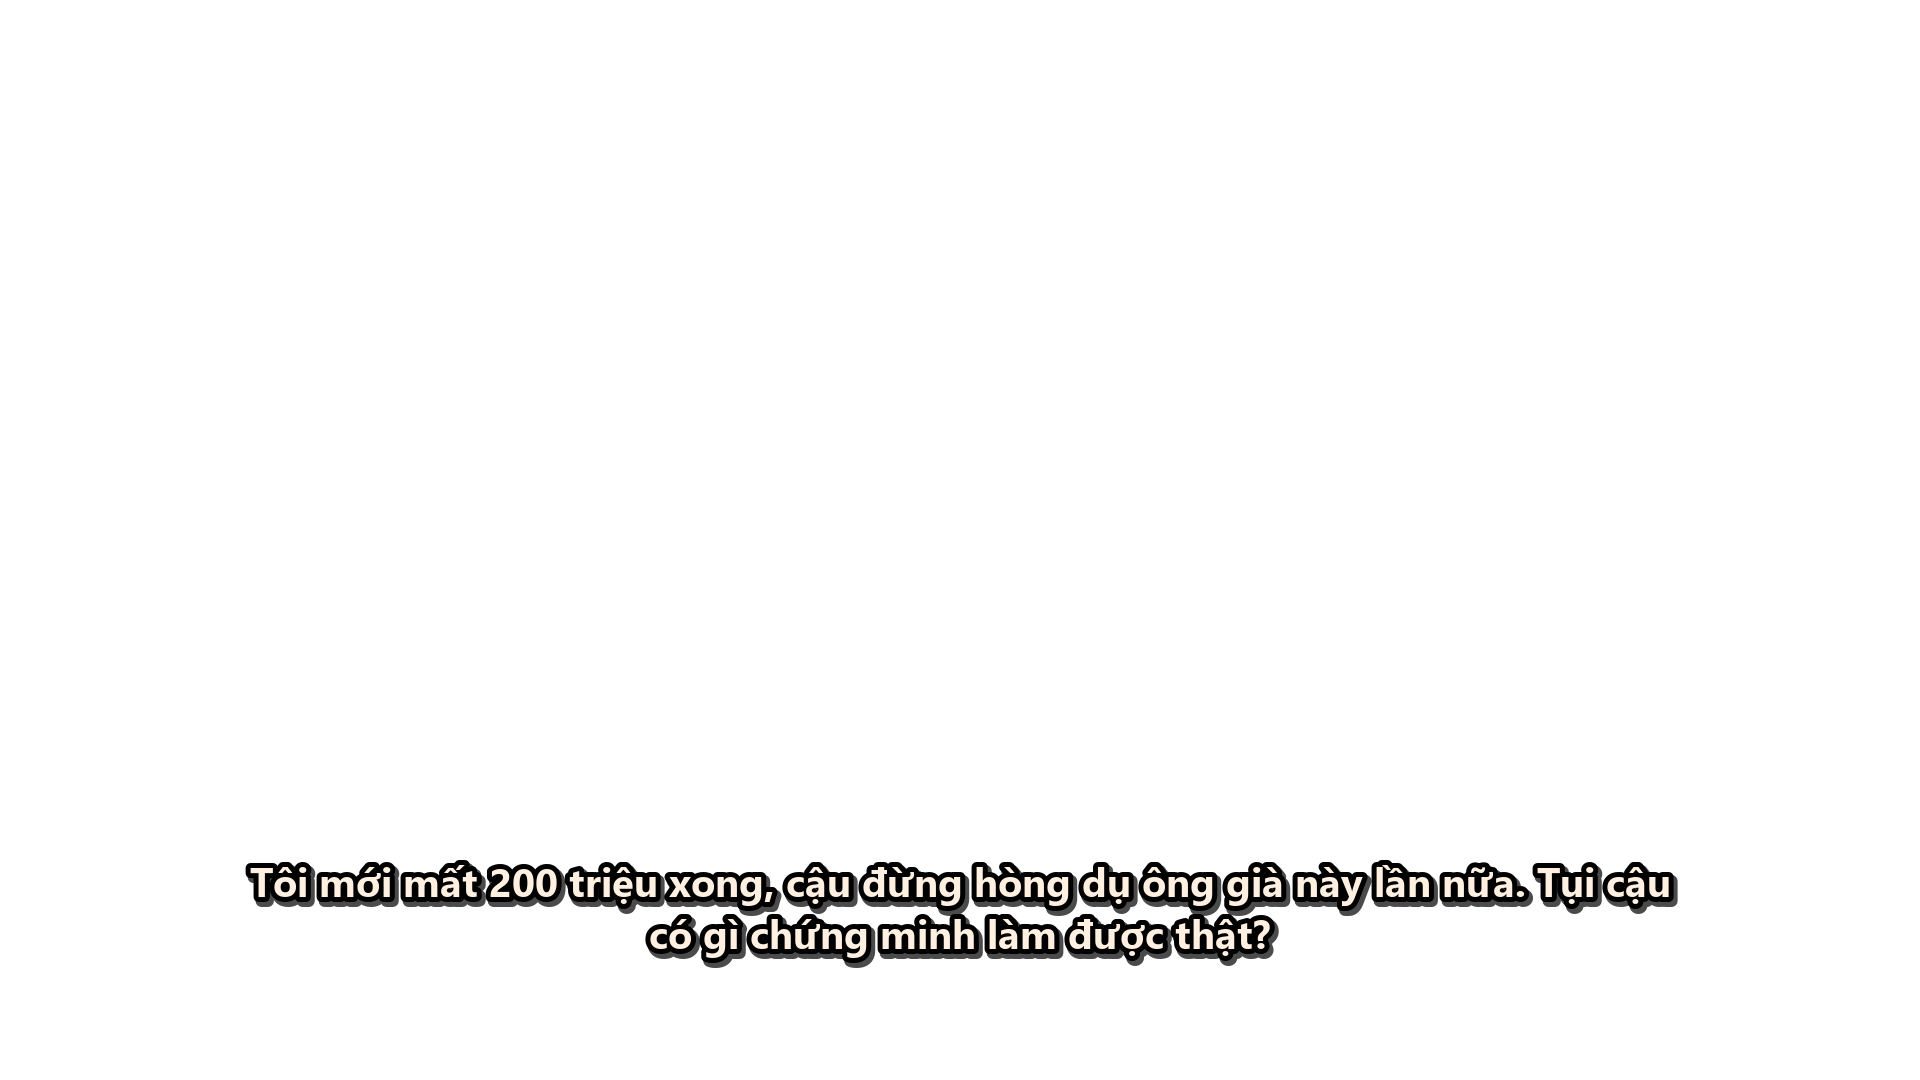 Tôi mới mất 200 triệu xong, cậu đừng hòng dụ ông già này lần nữa. Tụi cậu
có gì chứng minh làm được thật?